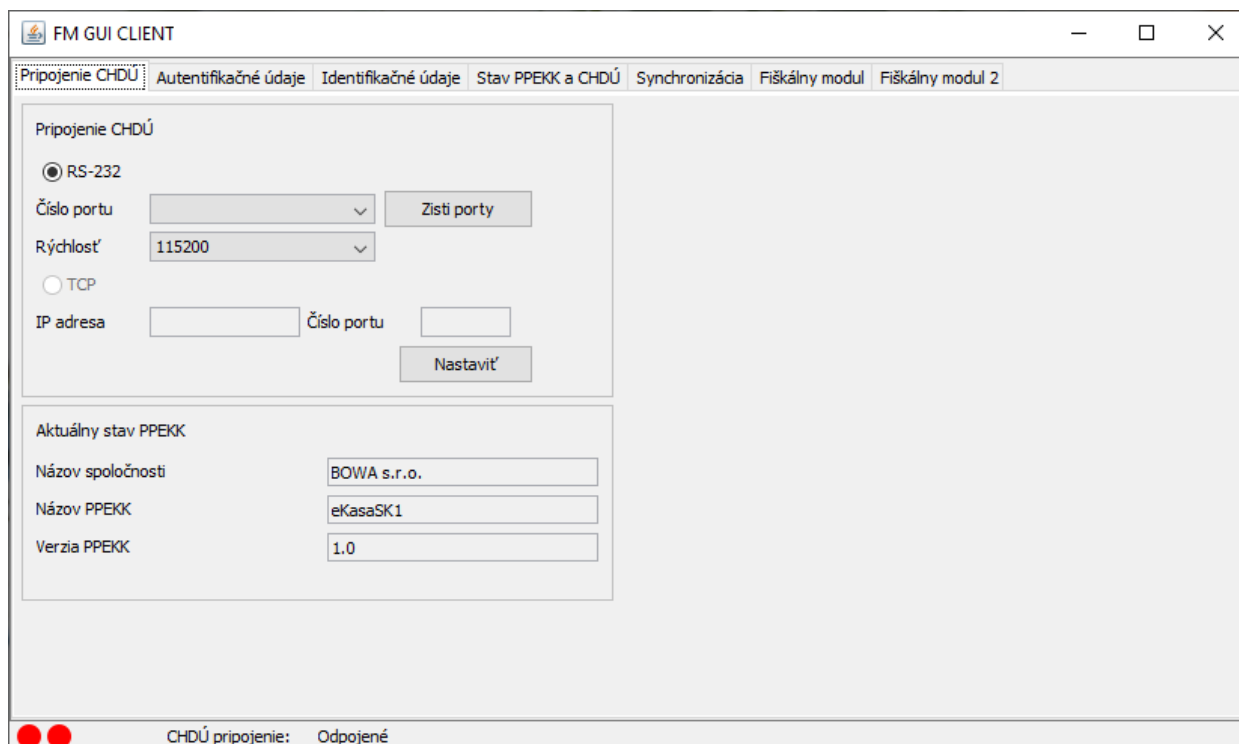 FM GUI CLIENT
Pripojenie CHDÚ Autentifikačné údaje Identifikačné údaje Stav PPEKK a CHDÚ Synchronizácia Fiškálny modul Fiškálny modul 2
Pripojenie CHDÚ
RS-232
Číslo portu Zisti porty
Rýchlosť 115200
TCP
IP adresa Číslo portu
Nastaviť
Aktuálny stav PPEKK
Názov spoločnosti BOWA s.r.o.
Názov PPEKK eKasaSK1
Verzia PPEKK 1.0
CHDÚ pripojenie: Odpojené